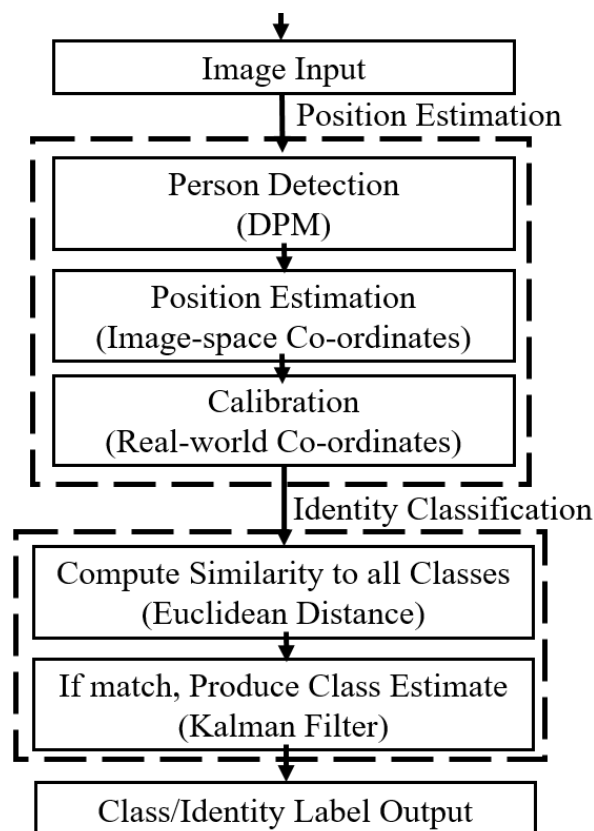 Image Input
Position Estimation
Person Detection
(DPM)
Position Estimation
(Image-space Co-ordinates)
Calibration
(Real-world Co-ordinates)
Identity Classification
Compute Similarity to all Classes
(Euclidean Distance)
If match, Produce Class Estimate
(Kalman Filter)
Class/Identity Label Output